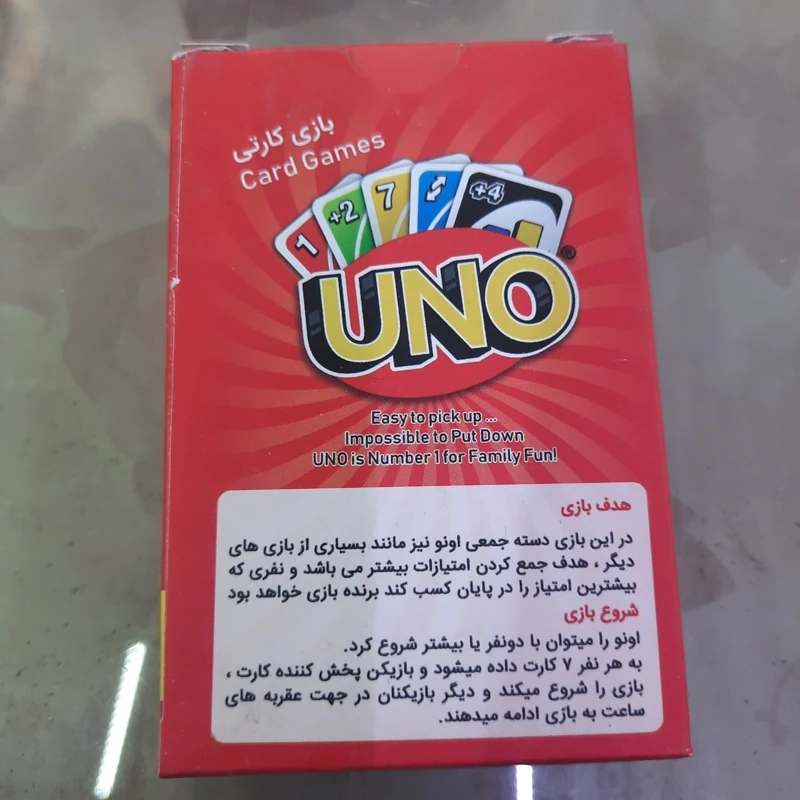 بازی کارتی
Card Games
1
+2
7
+4
UNO®
Easy to pick up ...
Impossible to Put Down
UNO is Number 1 for Family Fun!
هدف بازی
در این بازی دسته جمعی اونو نیز مانند بسیاری از بازی های
دیگر ، هدف جمع کردن امتیازات بیشتر می باشد و نفری که
بیشترین امتیاز را در پایان کسب کند برنده بازی خواهد بود
شروع بازی
اونو را میتوان با دونفر یا بیشتر شروع کرد.
به هر نفر ۷ کارت داده میشود و بازیکن پخش کننده کارت ،
بازی را شروع میکند و دیگر بازیکنان در جهت عقربه های
ساعت به بازی ادامه میدهند.